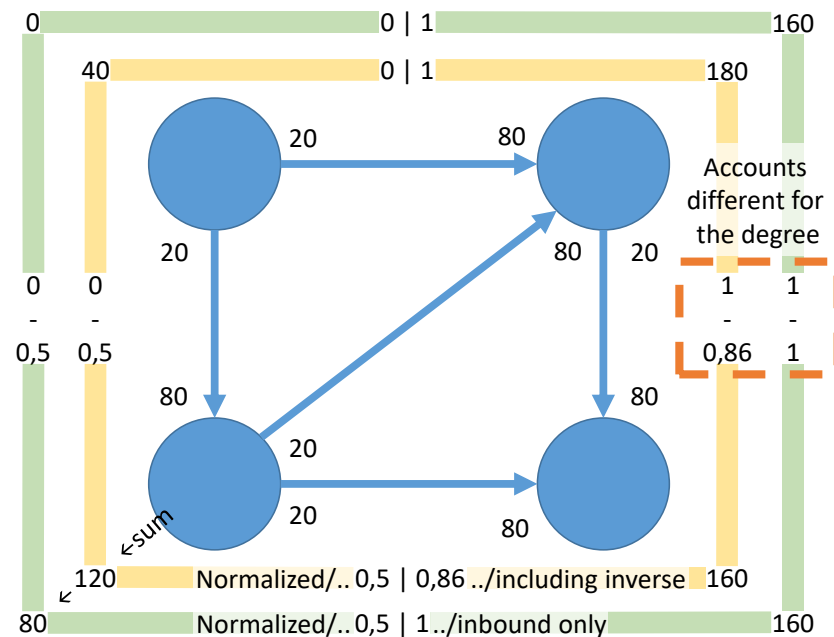 0 0 | 1 160
40 0 | 1 180
20 80
Accounts
different for
the degree
20 80 20
0 0 1 1
- - - -
0,5 0,5 0,86 1
80 20 80
20 80
←sum
120 Normalized/.. 0,5 | 0,86 ../including inverse 160
←
80 Normalized/.. 0,5 | 1 ../inbound only 160